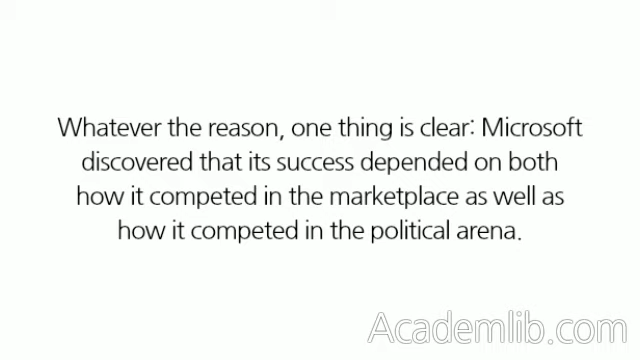 Whatever the reason, one thing is clear: Microsoft
discovered that its success depended on both
how it competed in the marketplace as well as
how it competed in the political arena.
Academlib.com